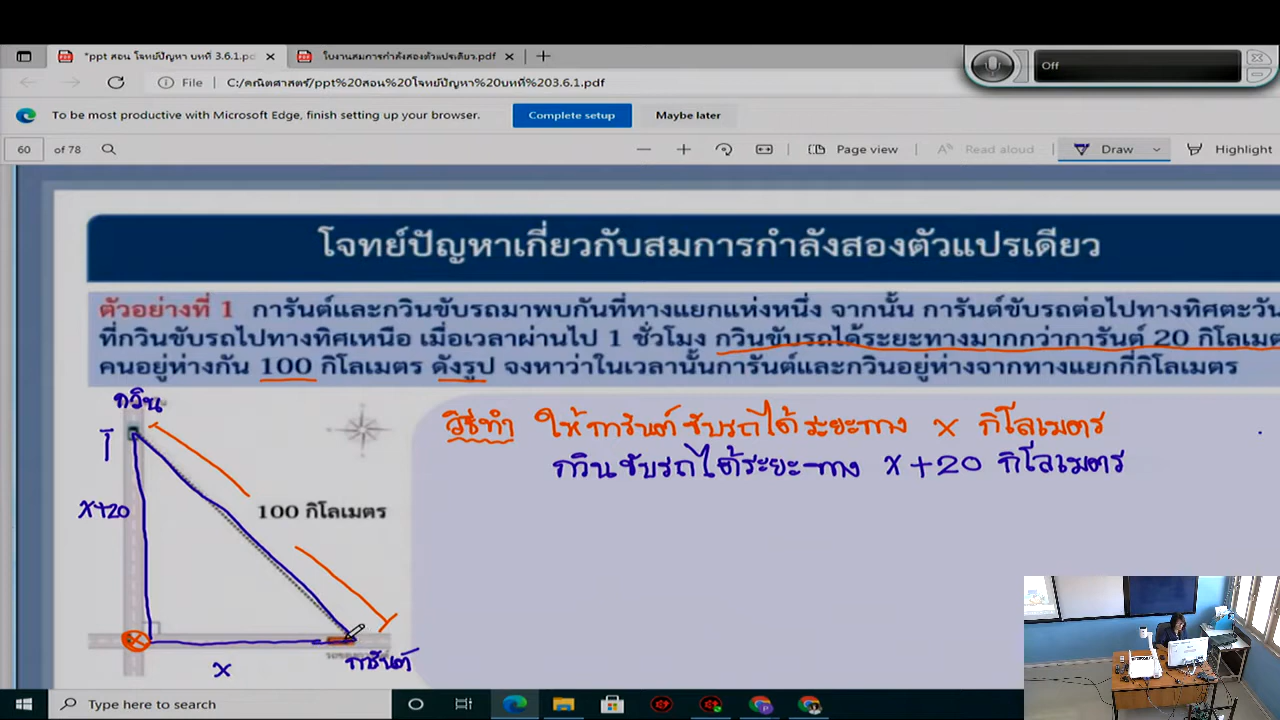 *ppt สอน โจทย์ปัญหา บทที่ 3.6.1.pd
ใบงานสมการกำลังสองตัวแปรเดียว.pdf
Off
File
C:/คณิตศาสตร์/ppt%20สอน%20โจทย์ปัญหา%20บทที่%203.6.1.pdf
To be most productive with Microsoft Edge, finish setting up your browser.
Complete setup
Maybe later
60 of 78
Page view
Read aloud
Draw
Highlight
โจทย์ปัญหาเกี่ยวกับสมการกำลังสองตัวแปรเดียว
ตัวอย่างที่ 1 การันต์และกวินขับรถมาพบกันที่ทางแยกแห่งหนึ่ง จากนั้น การันต์ขับรถต่อไปทางทิศตะวัน
ที่กวินขับรถไปทางทิศเหนือ เมื่อเวลาผ่านไป 1 ชั่วโมง กวินขับรถได้ระยะทางมากกว่าการันต์ 20 กิโลเมต
คนอยู่ห่างกัน 100 กิโลเมตร ดังรูป จงหาว่าในเวลานั้นการันต์และกวินอยู่ห่างจากทางแยกกี่กิโลเมตร
กวิน
วิธีทำ ให้การันต์ขับรถได้ระยะทาง x กิโลเมตร
กวินขับรถได้ระยะทาง x+20 กิโลเมตร
x+20
100 กิโลเมตร
x
การันต์
Type here to search